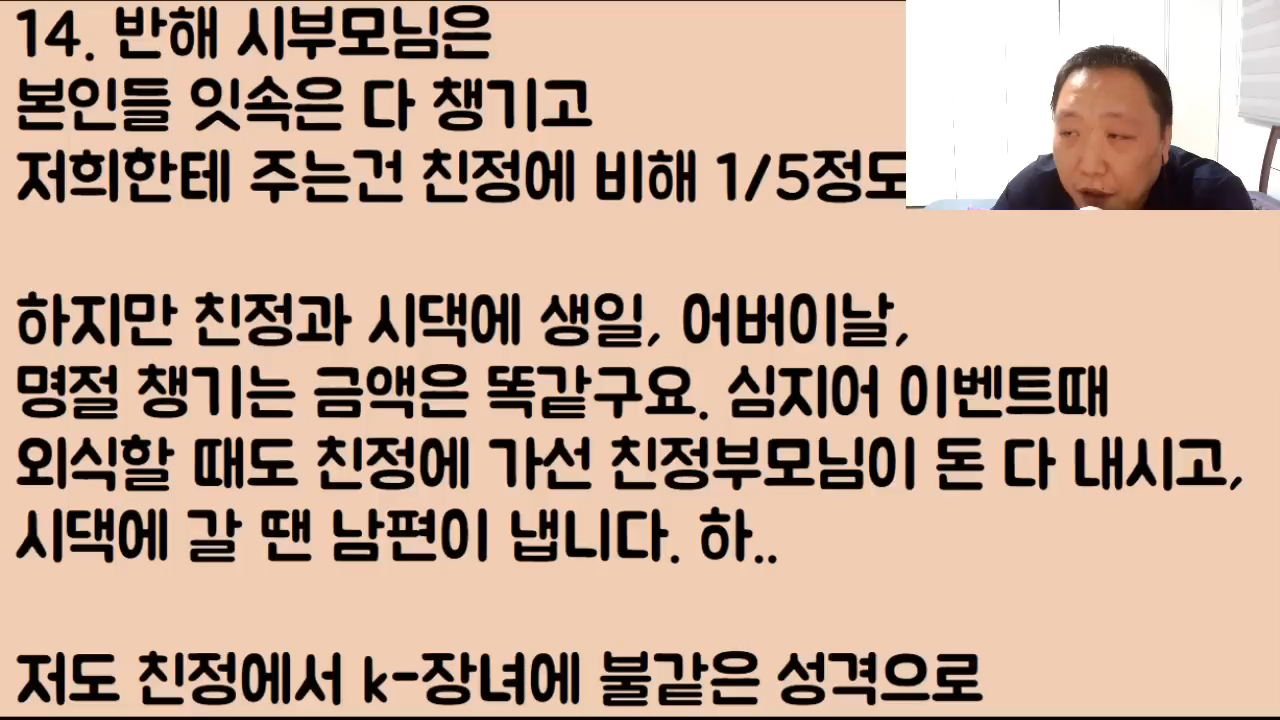 14. 반해 시부모님은
본인들 잇속은 다 챙기고
저희한테 주는건 친정에 비해 1/5정도
하지만 친정과 시댁에 생일, 어버이날,
명절 챙기는 금액은 똑같구요. 심지어 이벤트때
외식할 때도 친정에 가선 친정부모님이 돈 다 내시고,
시댁에 갈 땐 남편이 냅니다. 하..
저도 친정에서 k-장녀에 불같은 성격으로